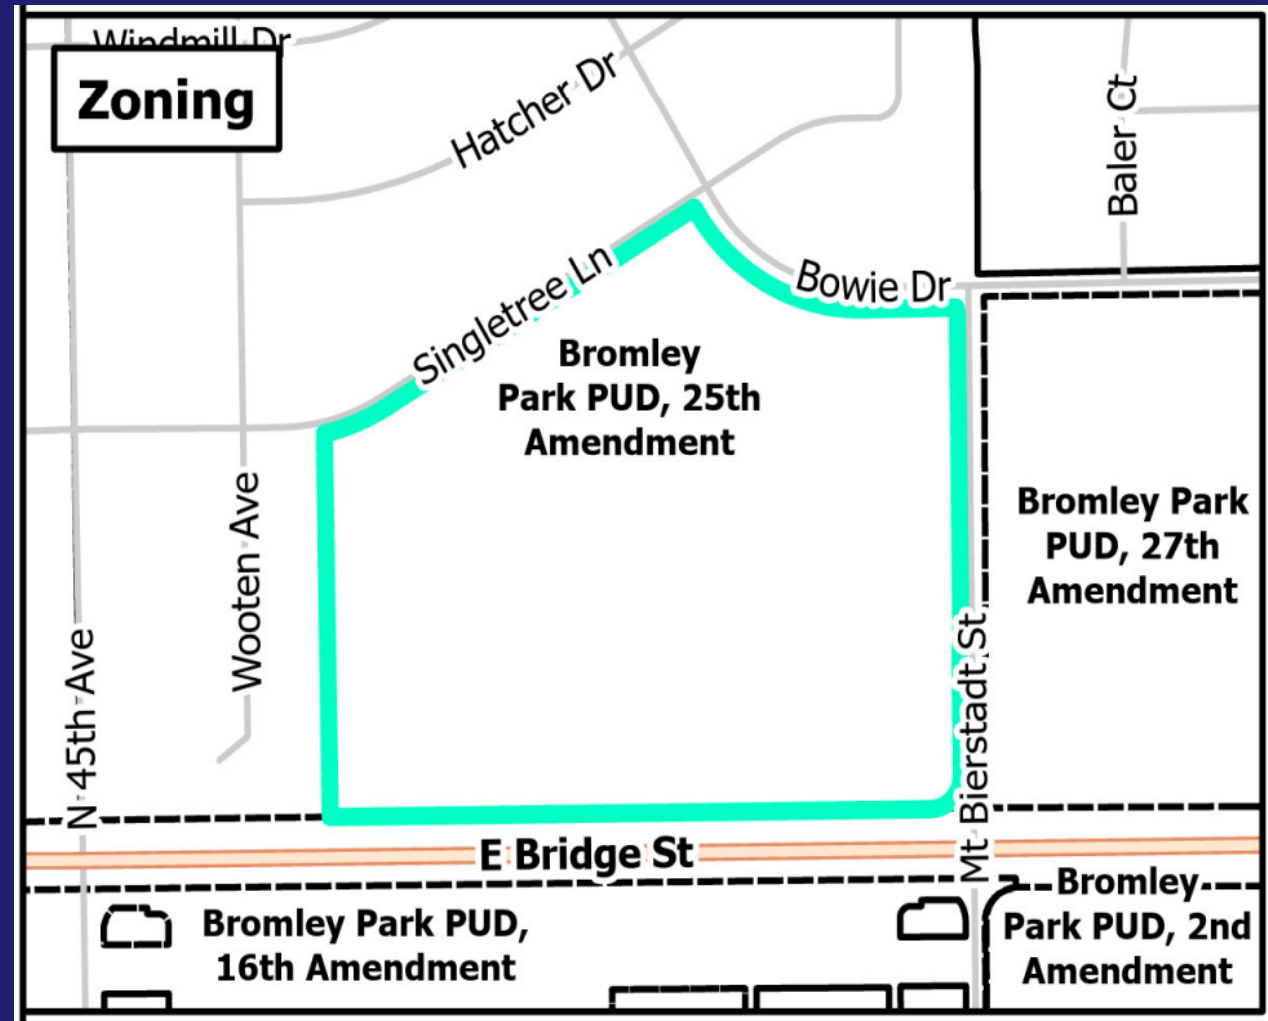 Windmill Dr
Zoning
Hatcher Dr
Baler Ct
Singletree Ln
Bowie Dr
Bromley
Park PUD, 25th
Amendment
Wooten Ave
Bromley Park
PUD, 27th
Amendment
N 45th Ave
Mt Bierstadt St
E Bridge St
Bromley Park PUD,
16th Amendment
Bromley
Park PUD, 2nd
Amendment